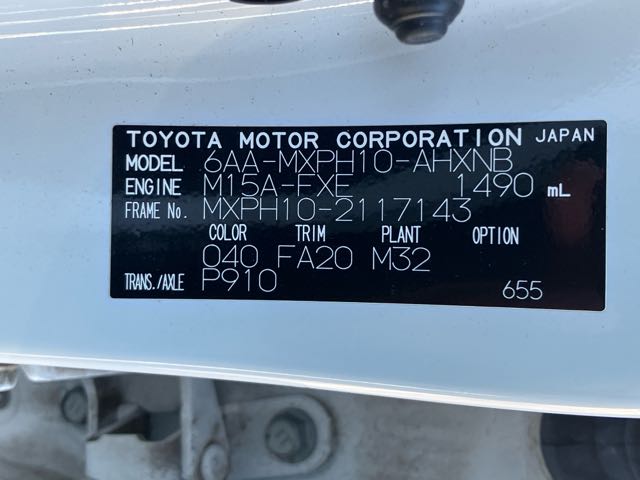 TOYOTA MOTOR CORPORATION JAPAN
MODEL 6AA-MXPH10-AHXNB
ENGINE M15A-FXE 1490 mL
FRAME No. MXPH10-2117143
COLOR TRIM PLANT OPTION
040 FA20 M32
TRANS./AXLE P910 655